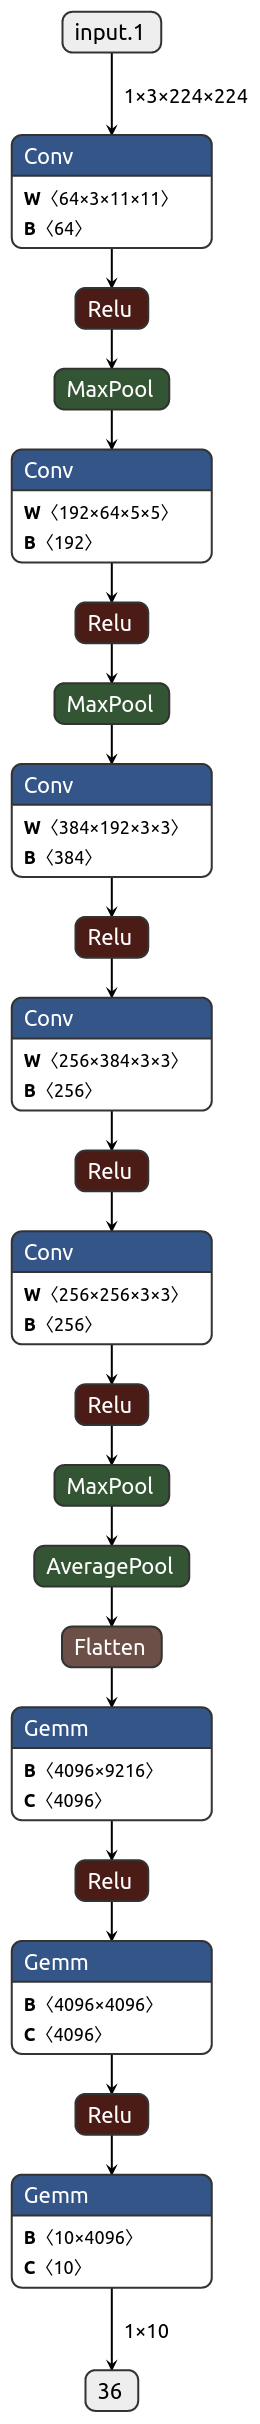 input.1
1×3×224×224
Conv
W〈64×3×11×11〉
B〈64〉
Relu
MaxPool
Conv
W〈192×64×5×5〉
B〈192〉
Relu
MaxPool
Conv
W〈384×192×3×3〉
B〈384〉
Relu
Conv
W〈256×384×3×3〉
B〈256〉
Relu
Conv
W〈256×256×3×3〉
B〈256〉
Relu
MaxPool
AveragePool
Flatten
Gemm
B〈4096×9216〉
C〈4096〉
Relu
Gemm
B〈4096×4096〉
C〈4096〉
Relu
Gemm
B〈10×4096〉
C〈10〉
1×10
36